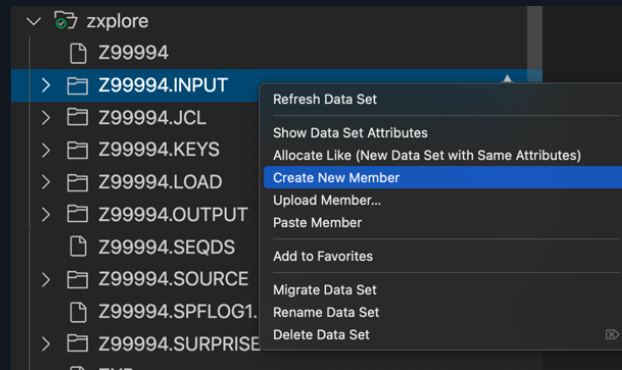 zxplore
Z99994
Z99994.INPUT
Z99994.JCL
Z99994.KEYS
Z99994.LOAD
Z99994.OUTPUT
Z99994.SEQDS
Z99994.SOURCE
Z99994.SPFLOG1.
Z99994.SURPRISE
Refresh Data Set
Show Data Set Attributes
Allocate Like (New Data Set with Same Attributes)
Create New Member
Upload Member...
Paste Member
Add to Favorites
Migrate Data Set
Rename Data Set
Delete Data Set